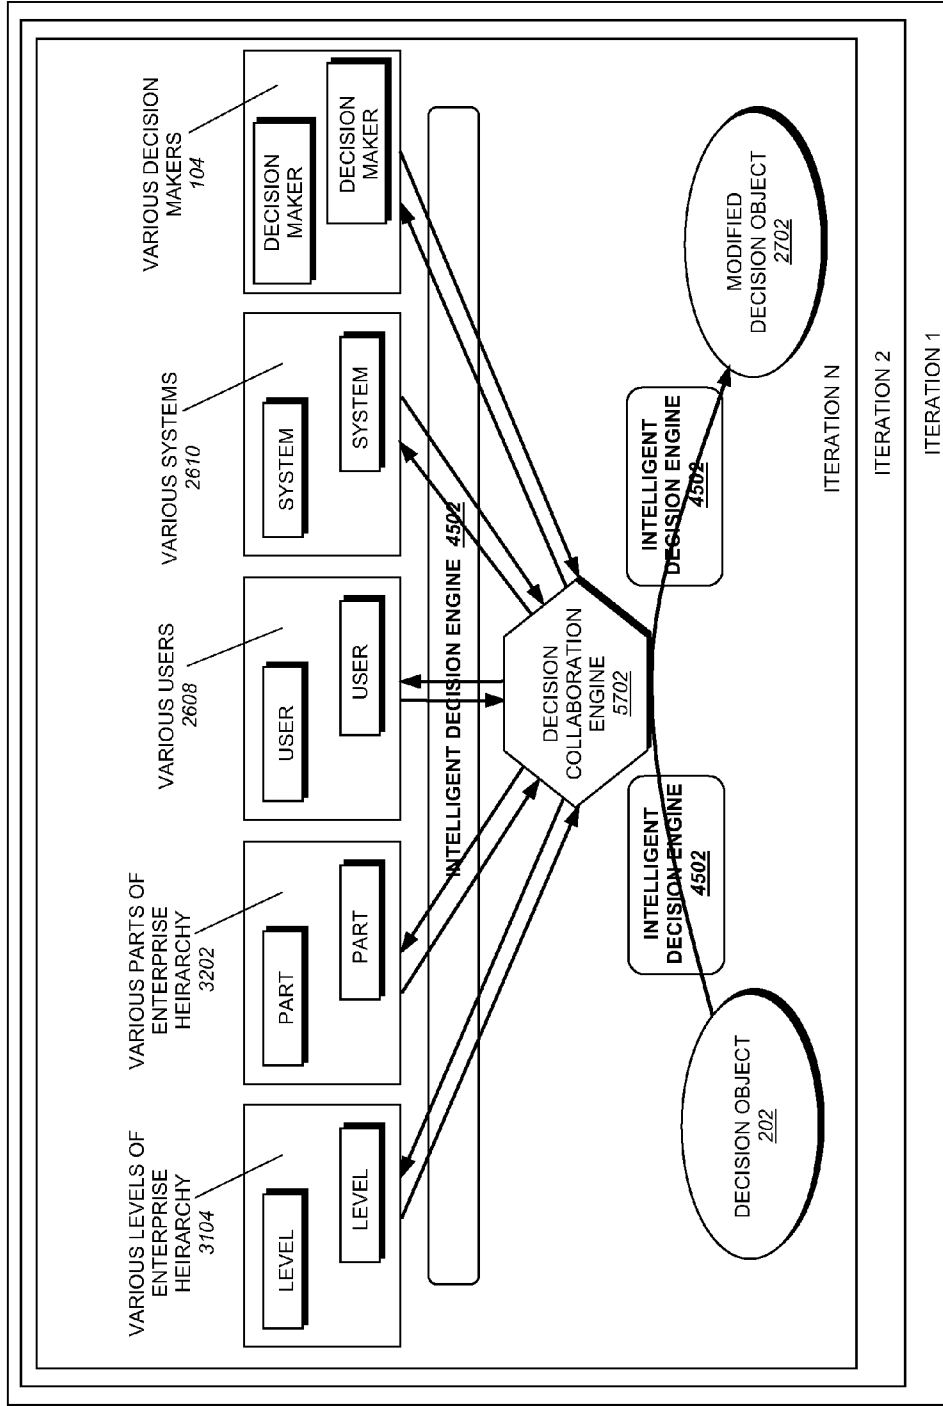 VARIOUS LEVELS OF
ENTERPRISE
HEIRARCHY
3104
VARIOUS PARTS OF
ENTERPRISE
HEIRARCHY
3202
VARIOUS USERS
2608
VARIOUS SYSTEMS
2610
VARIOUS DECISION
MAKERS
104
LEVEL
LEVEL
PART
PART
USER
USER
SYSTEM
SYSTEM
DECISION
MAKER
DECISION
MAKER
INTELLIGENT DECISION ENGINE 4502
DECISION
COLLABORATION
ENGINE
5702
INTELLIGENT
DECISION ENGINE
4502
INTELLIGENT
DECISION ENGINE
4502
DECISION OBJECT
202
MODIFIED
DECISION OBJECT
2702
ITERATION N
ITERATION 2
ITERATION 1